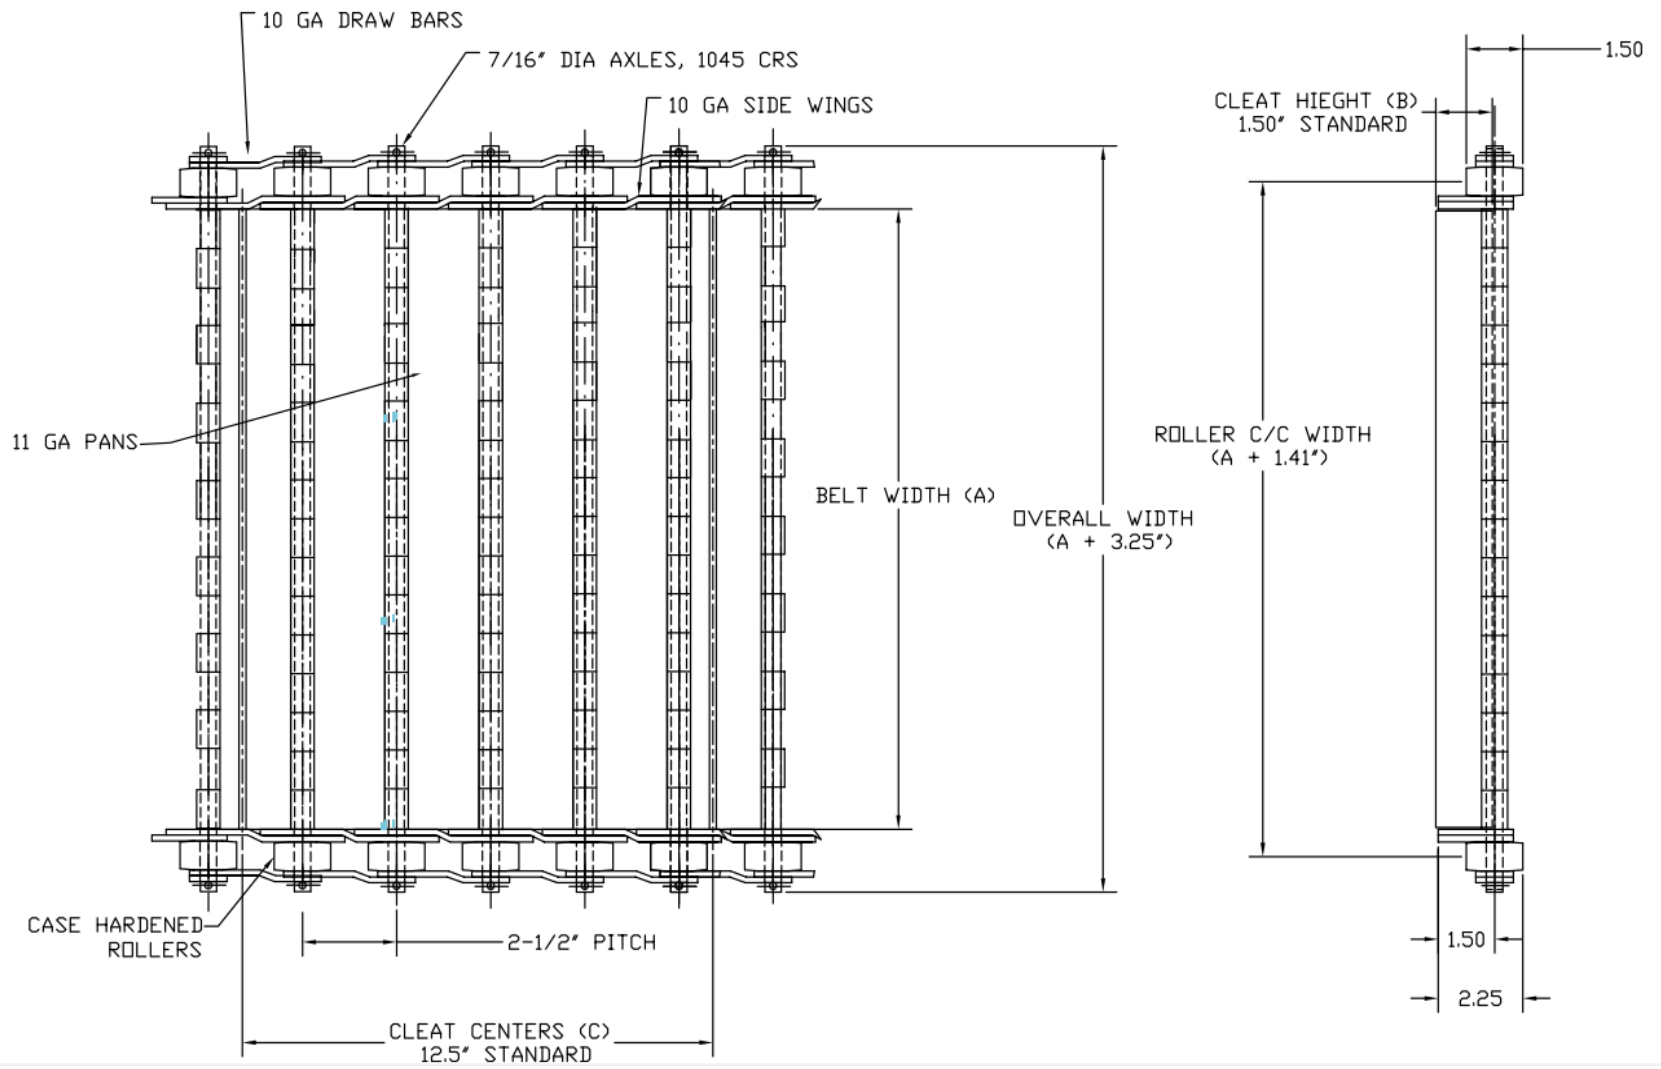 10 GA DRAW BARS
7/16" DIA AXLES, 1045 CRS
10 GA SIDE WINGS
1.50
CLEAT HIEGHT (B)
1.50" STANDARD
11 GA PANS
ROLLER C/C WIDTH
(A + 1.41")
BELT WIDTH (A)
OVERALL WIDTH
(A + 3.25")
CASE HARDENED
ROLLERS
2-1/2" PITCH
1.50
2.25
CLEAT CENTERS (C)
12.5" STANDARD